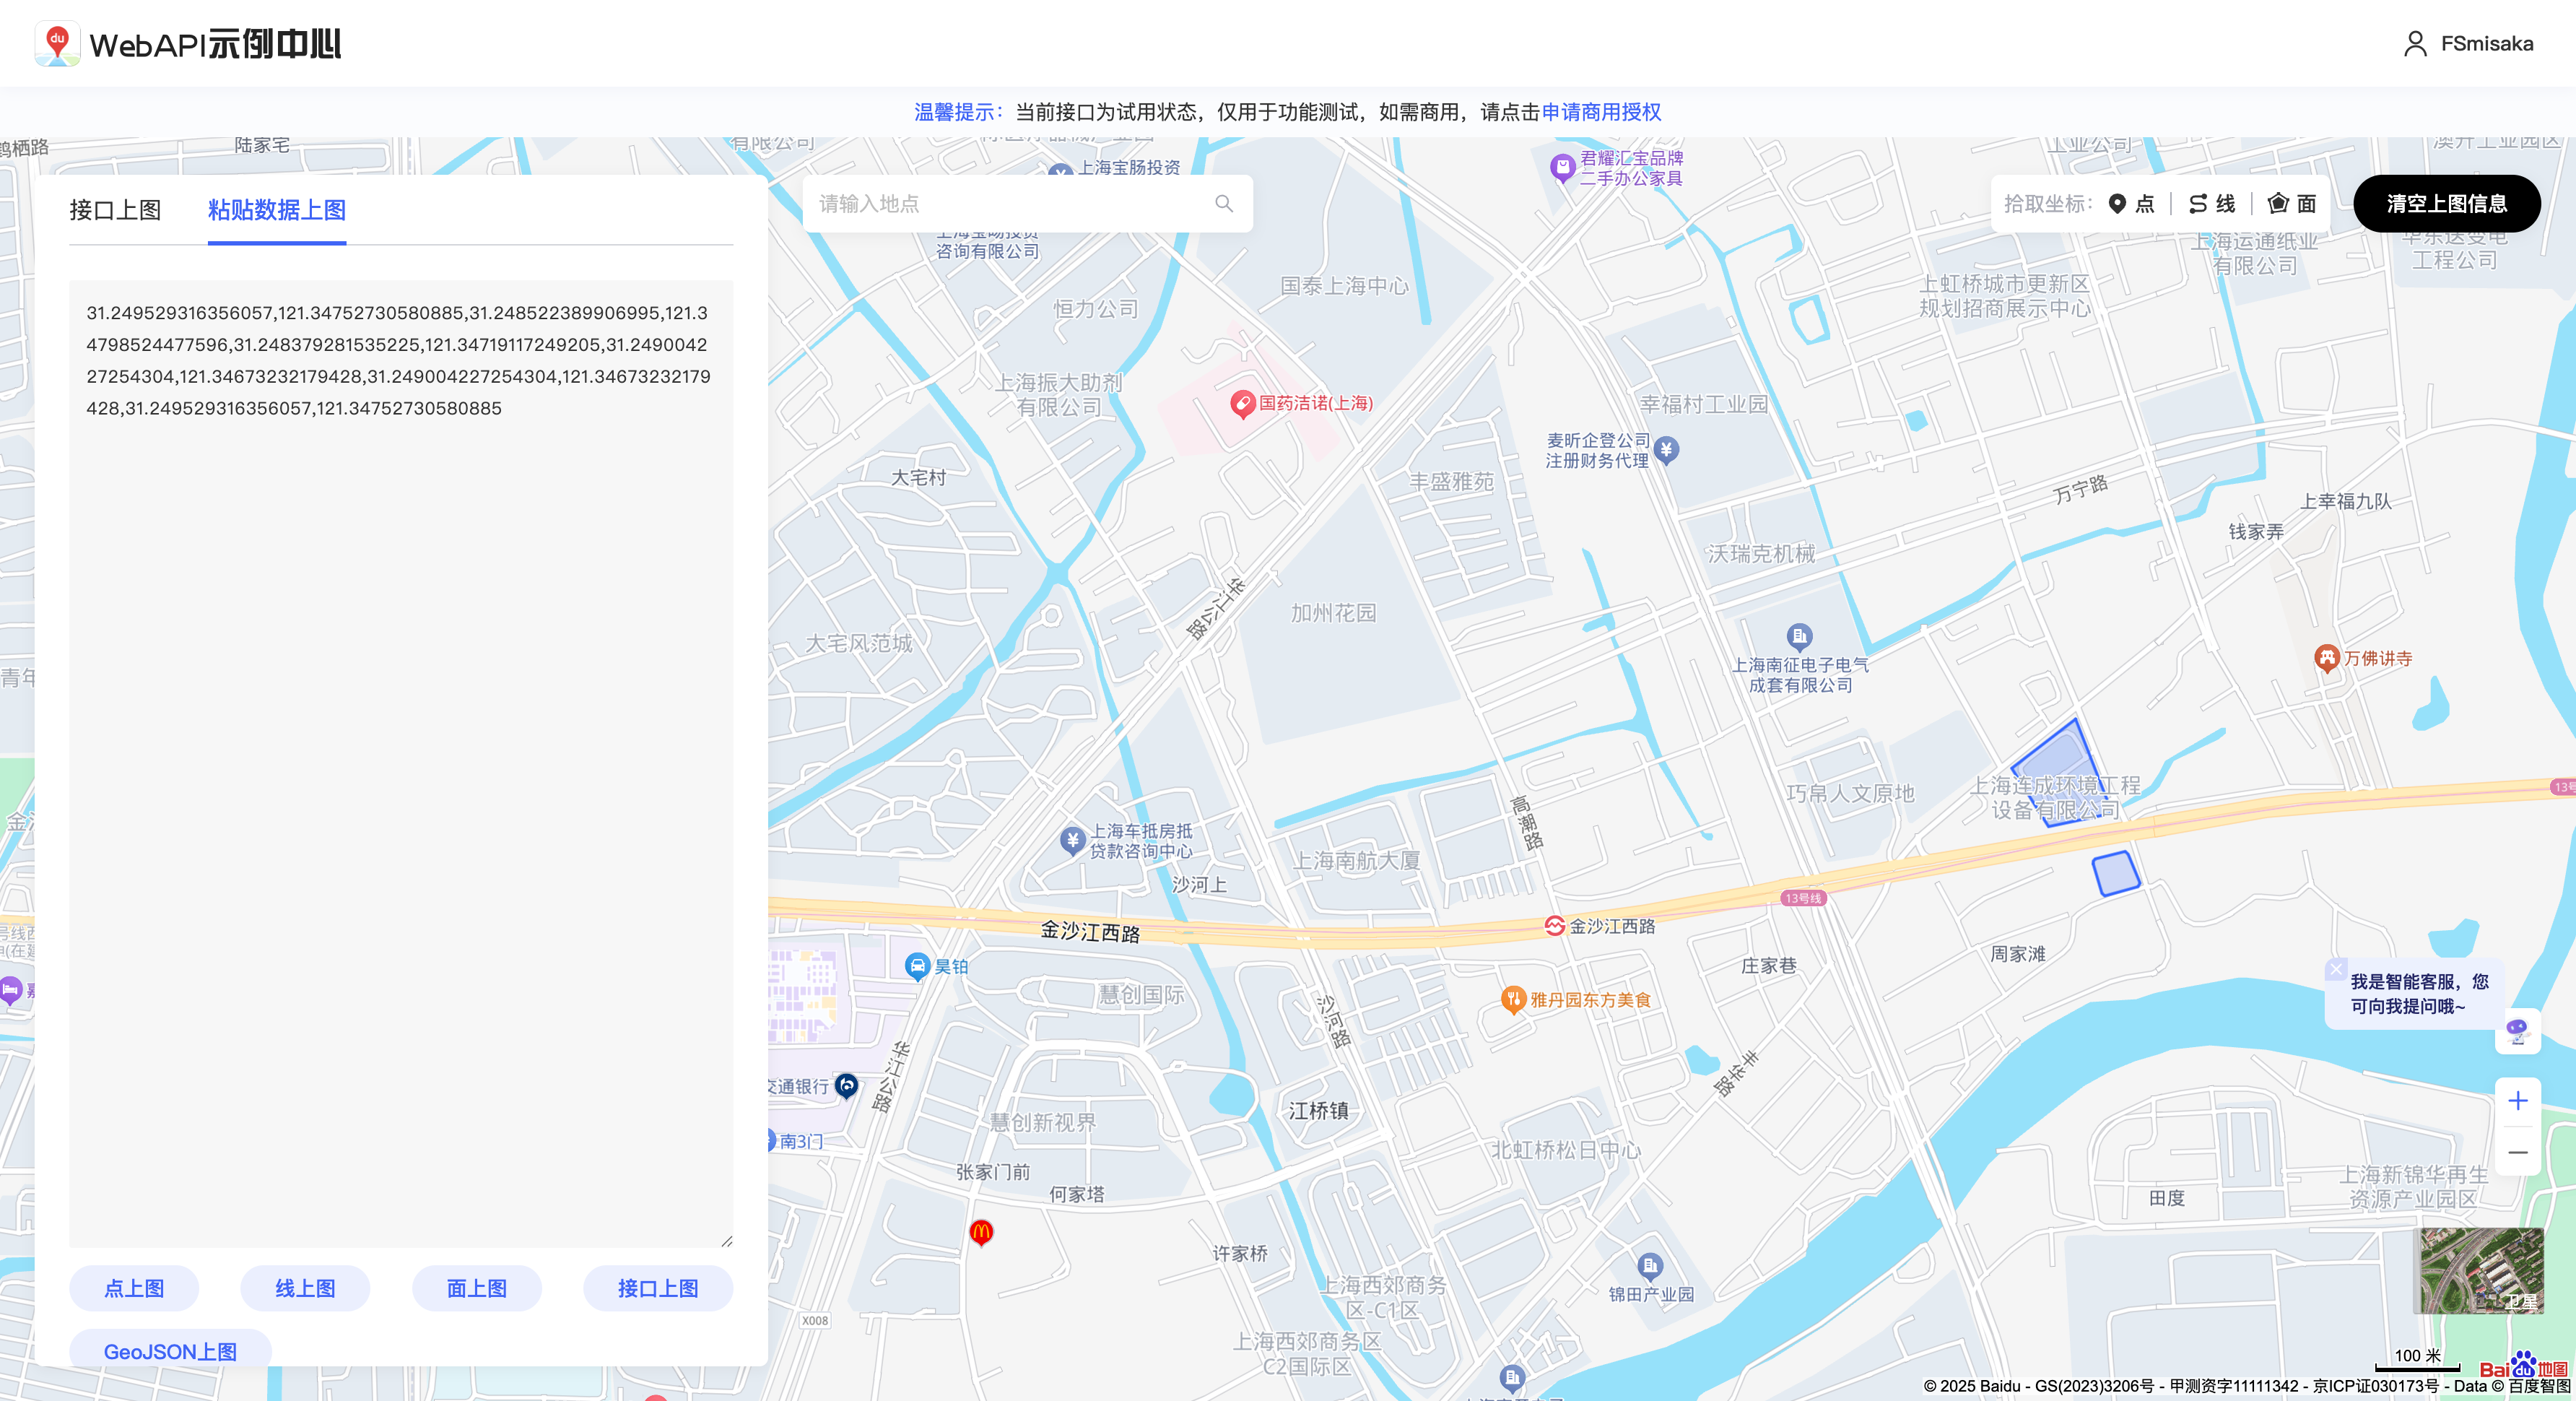 WebAPI示例中心
FSmisaka
温馨提示：当前接口为试用状态，仅用于功能测试，如需商用，请点击申请商用授权
接口上图
粘贴数据上图
31.249529316356057,121.34752730580885,31.248522389906995,121.3
4798524477596,31.248379281535225,121.34719117249205,31.2490042
27254304,121.34673232179428,31.249004227254304,121.34673232179
428,31.249529316356057,121.34752730580885
点上图
线上图
面上图
接口上图
GeoJSON上图
请输入地点
拾取坐标：
点
线
面
清空上图信息
鹤栖路
陆家宅
有限公司
上海宝肠投资
咨询有限公司
君耀汇宝品牌
二手办公家具
工业公司
国泰上海中心
恒力公司
上海运通纸业
有限公司
工程公司
上虹桥城市更新区
规划招商展示中心
上海振大助剂
有限公司
国药洁诺(上海)
幸福村工业园
麦昕企登公司
注册财务代理
大宅村
丰盛雅苑
万宁路
上幸福九队
钱家弄
沃瑞克机械
华江公路
加州花园
大宅风范城
上海南征电子电气
成套有限公司
万佛讲寺
上海连成环境工程
设备有限公司
巧帛人文原地
13号
高潮路
上海车抵房抵
贷款咨询中心
上海南航大厦
沙河上
13号线
金沙江西路
金沙江西路
周家滩
庄家巷
昊铂
慧创国际
雅丹园东方美食
沙河路
我是智能客服，您
可向我提问哦~
华江公路
丰华路
交通银行
江桥镇
慧创新视界
南3门
北虹桥松日中心
张家门前
何家塔
上海新锦华再生
资源产业园区
田度
许家桥
上海西郊商务
区-C1区
锦田产业园
卫星
X008
上海西郊商务区
C2国际区
100 米
Bai du 地图
© 2025 Baidu - GS(2023)3206号 - 甲测资字11111342 - 京ICP证030173号 - Data © 百度智图